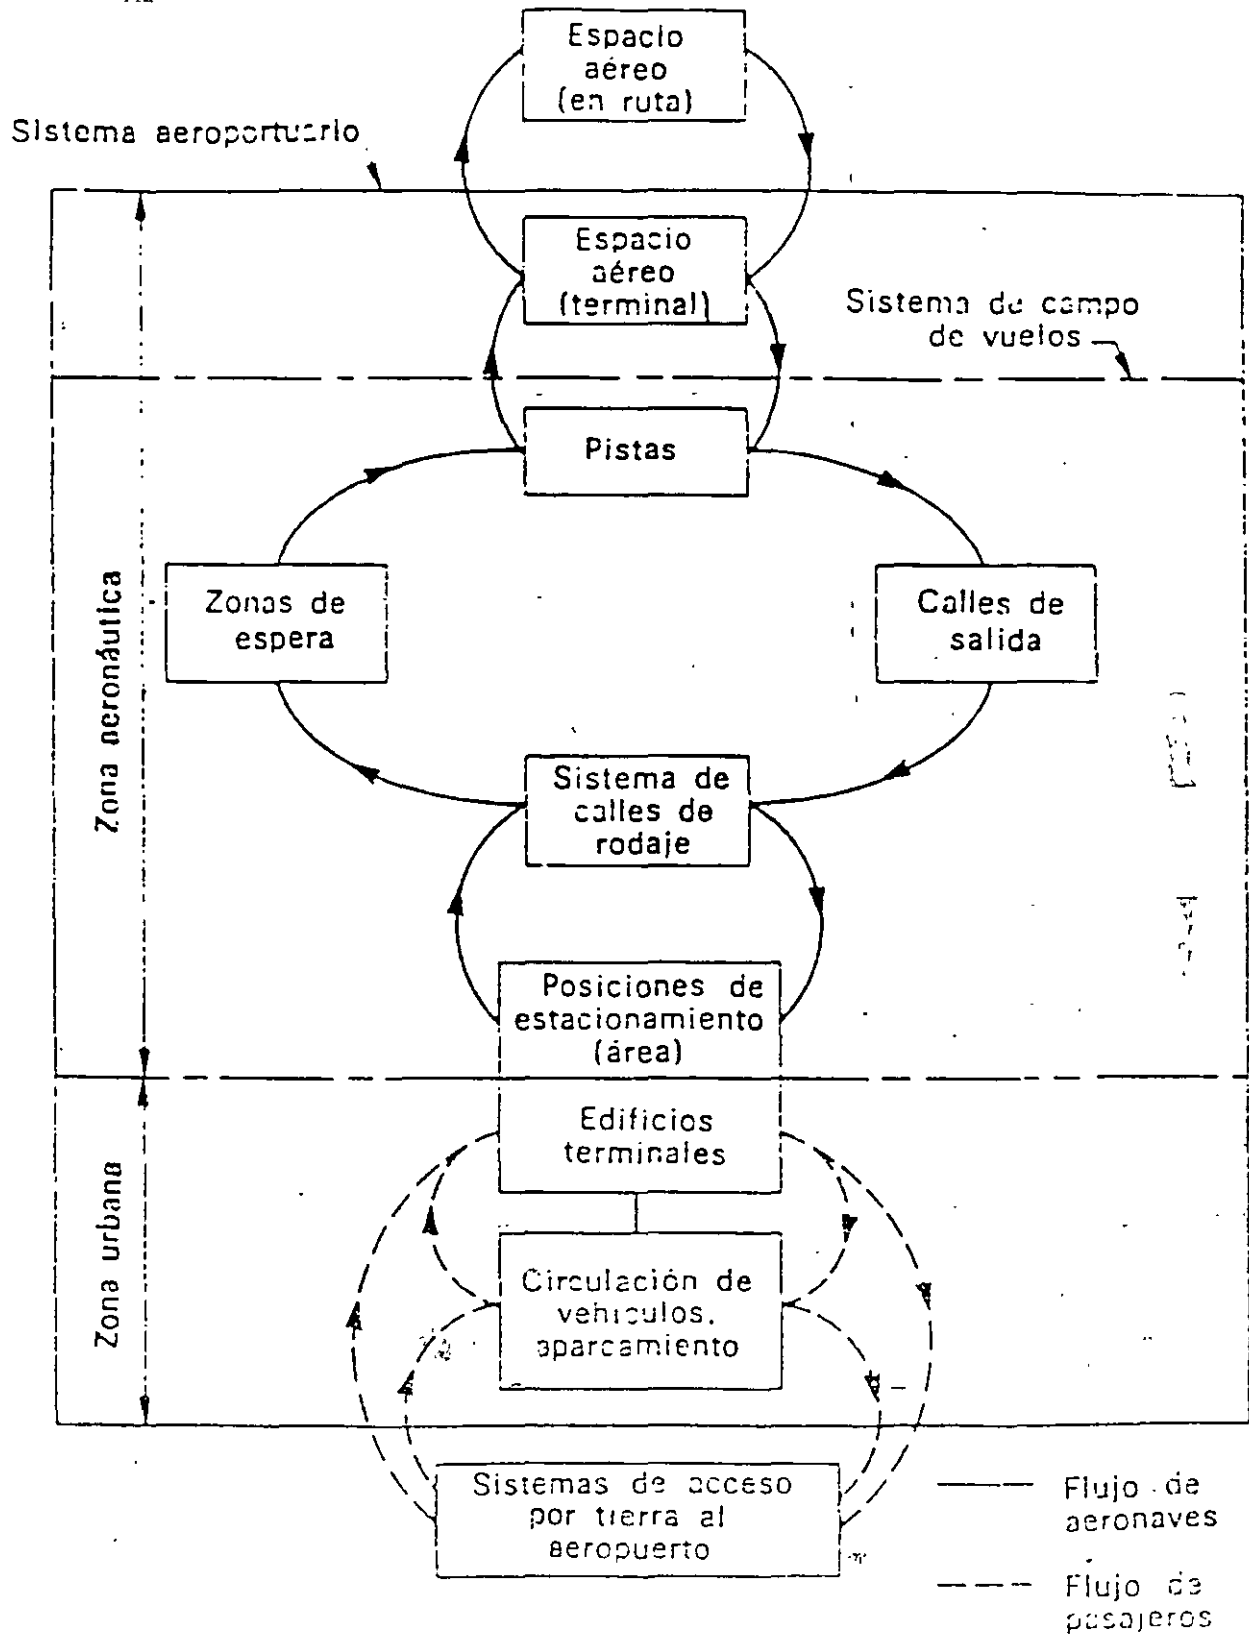 Espacio
aéreo
(en ruta)
Sistema aeroportuario
Espacio
aéreo
(terminal)
Sistema de campo
de vuelos
Pistas
Zonas de
espera
Calles de
salida
Zona aeronáutica
Sistema de
calles de
rodaje
Posiciones de
estacionamiento
(área)
Edificios
terminales
Zona urbana
Circulación de
vehículos,
aparcamiento
Sistemas de acceso
por tierra al
aeropuerto
Flujo de
aeronaves
Flujo de
pasajeros